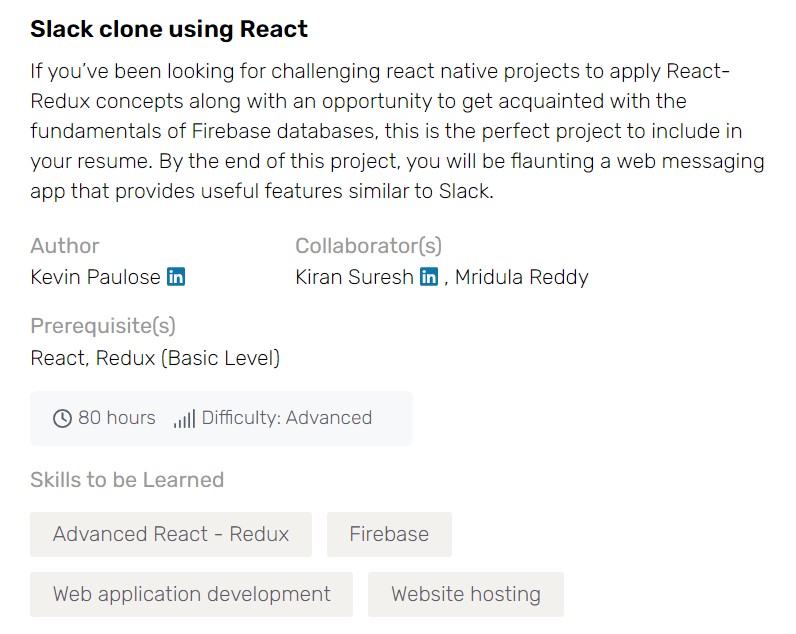 Slack clone using React
If you’ve been looking for challenging react native projects to apply React-
Redux concepts along with an opportunity to get acquainted with the
fundamentals of Firebase databases, this is the perfect project to include in
your resume. By the end of this project, you will be flaunting a web messaging
app that provides useful features similar to Slack.
Author Collaborator(s)
Kevin Paulose in Kiran Suresh in , Mridula Reddy
Prerequisite(s)
React, Redux (Basic Level)
80 hours Difficulty: Advanced
Skills to be Learned
Advanced React - Redux Firebase
Web application development Website hosting